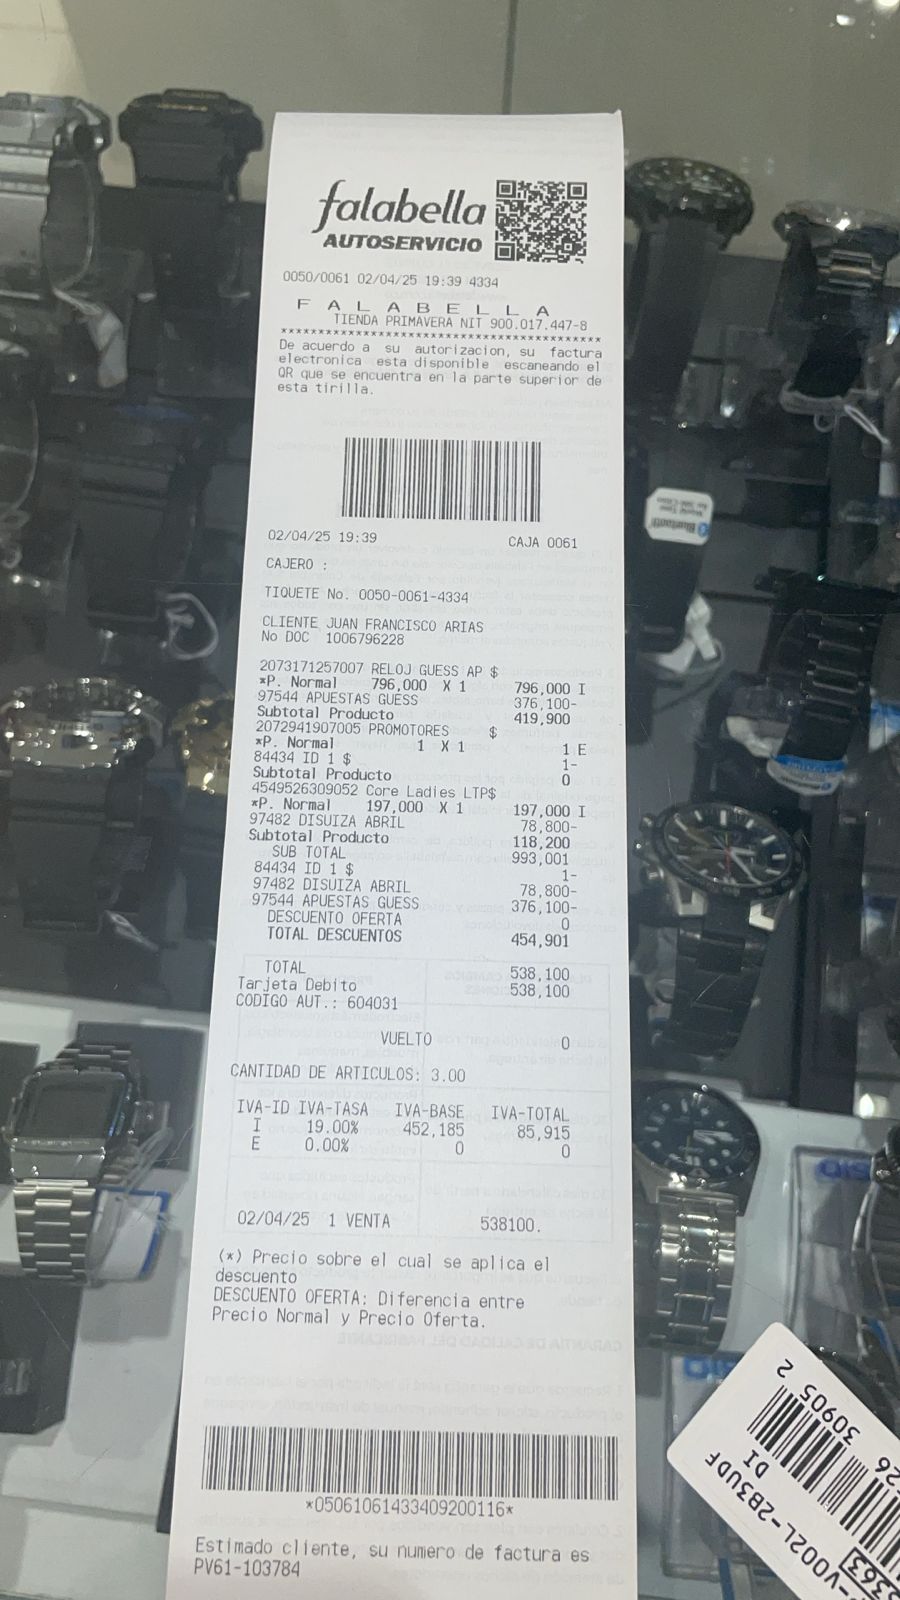 falabella
AUTOSERVICIO
0050/0061 02/04/25 19:39 4334
F A L A B E L L A
TIENDA PRIMAVERA NIT 900.017.447-8
******************************************
De acuerdo a su autorizacion, su factura
electronica esta disponible escaneando el
QR que se encuentra en la parte superior de
esta tirilla.
02/04/25 19:39 CAJA 0061
CAJERO :
TIQUETE No. 0050-0061-4334
CLIENTE JUAN FRANCISCO ARIAS
No DOC 1006796228
2073171257007 RELOJ GUESS AP $
*P. Normal 796,000 X 1 796,000 I
97544 APUESTAS GUESS 376,100-
Subtotal Producto 419,900
2072941907005 PROMOTORES $
*P. Normal 1 X 1 1 E
84434 ID 1 $ 1-
Subtotal Producto 0
4549526309052 Core Ladies LTP$
*P. Normal 197,000 X 1 197,000 I
97482 DISUIZA ABRIL 78,800-
Subtotal Producto 118,200
SUB TOTAL 993,001
84434 ID 1 $ 1-
97482 DISUIZA ABRIL 78,800-
97544 APUESTAS GUESS 376,100-
DESCUENTO OFERTA 0
TOTAL DESCUENTOS 454,901
TOTAL 538,100
Tarjeta Debito 538,100
CODIGO AUT.: 604031
VUELTO 0
CANTIDAD DE ARTICULOS: 3.00
IVA-ID IVA-TASA IVA-BASE IVA-TOTAL
I 19.00% 452,185 85,915
E 0.00% 0 0
02/04/25 1 VENTA 538100.
(*) Precio sobre el cual se aplica el
descuento
DESCUENTO OFERTA: Diferencia entre
Precio Normal y Precio Oferta.
*05061061433409200116*
Estimado cliente, su numero de factura es
PV61-103784
Bluetooth
30905 2
V002L-2B3UDF
DI